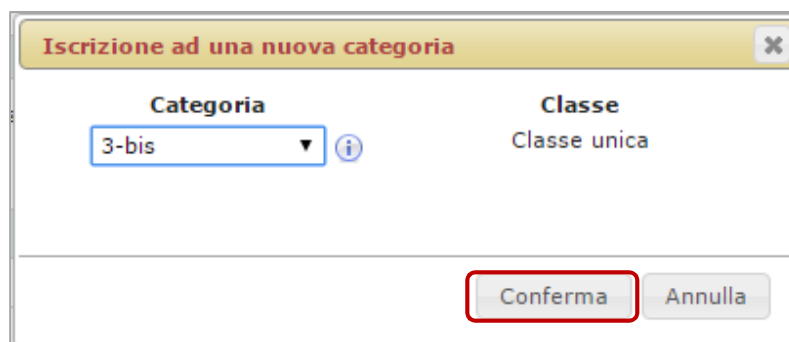 Iscrizione ad una nuova categoria
Categoria
Classe
3-bis
Classe unica
Conferma
Annulla